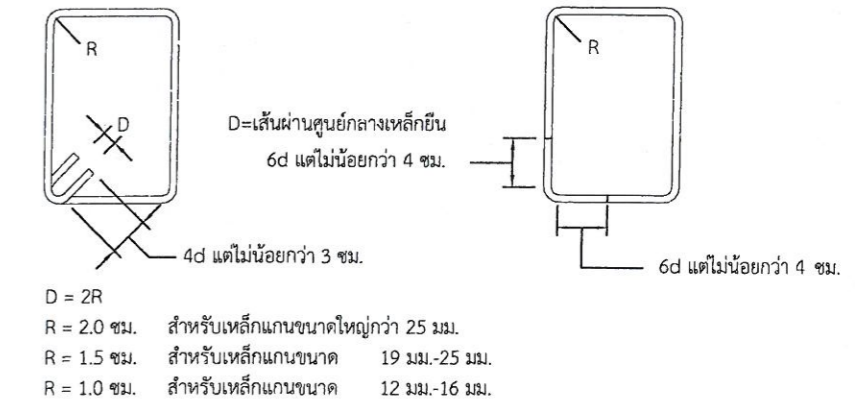 R
R
D
D=เส้นผ่านศูนย์กลางเหล็กยืน
6d แต่ไม่น้อยกว่า 4 ซม.
4d แต่ไม่น้อยกว่า 3 ซม.
6d แต่ไม่น้อยกว่า 4 ซม.
D = 2R
R = 2.0 ซม. สำหรับเหล็กแกนขนาดใหญ่กว่า 25 มม.
R = 1.5 ซม. สำหรับเหล็กแกนขนาด 19 มม.-25 มม.
R = 1.0 ซม. สำหรับเหล็กแกนขนาด 12 มม.-16 มม.